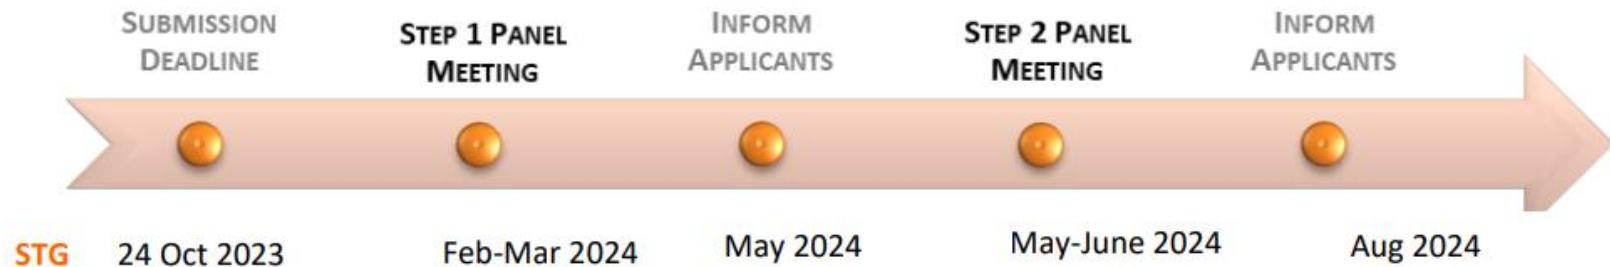 SUBMISSION
DEADLINE
STEP 1 PANEL
MEETING
INFORM
APPLICANTS
STEP 2 PANEL
MEETING
INFORM
APPLICANTS
STG
24 Oct 2023
Feb-Mar 2024
May 2024
May-June 2024
Aug 2024